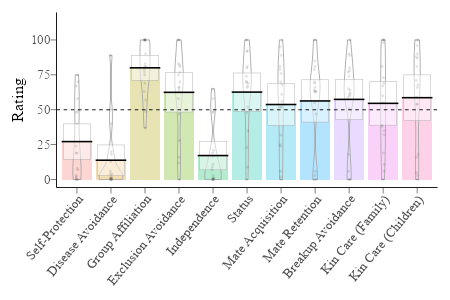 100
75
50
25
0
Rating
Self-Protection
Disease Avoidance
Group Affiliation
Exclusion Avoidance
Independence
Status
Mate Acquisition
Mate Retention
Breakup Avoidance
Kin Care (Family)
Kin Care (Children)